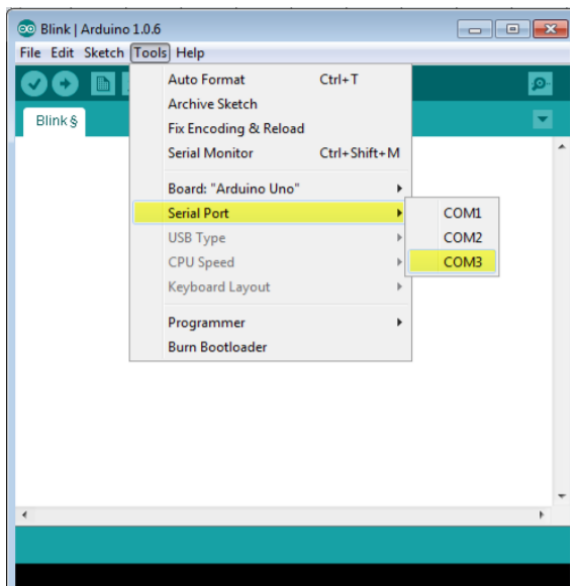 Blink | Arduino 1.0.6
File Edit Sketch Tools Help
Blink §
Auto Format Ctrl+T
Archive Sketch
Fix Encoding & Reload
Serial Monitor Ctrl+Shift+M
Board: "Arduino Uno"
Serial Port
USB Type
CPU Speed
Keyboard Layout
Programmer
Burn Bootloader
COM1
COM2
COM3